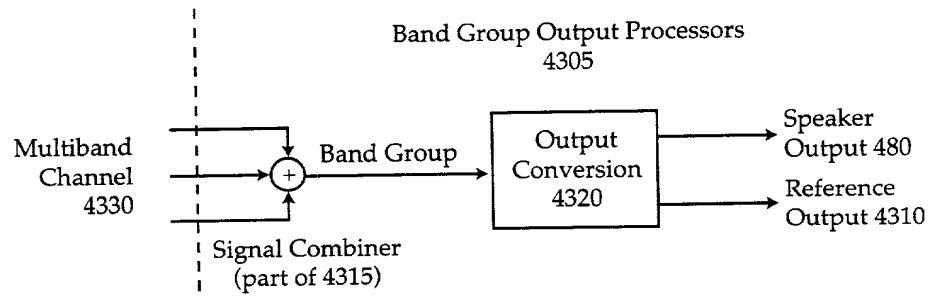 Band Group Output Processors
4305
Multiband
Channel
4330
+
Band Group
Output
Conversion
4320
Speaker
Output 480
Reference
Output 4310
Signal Combiner
(part of 4315)